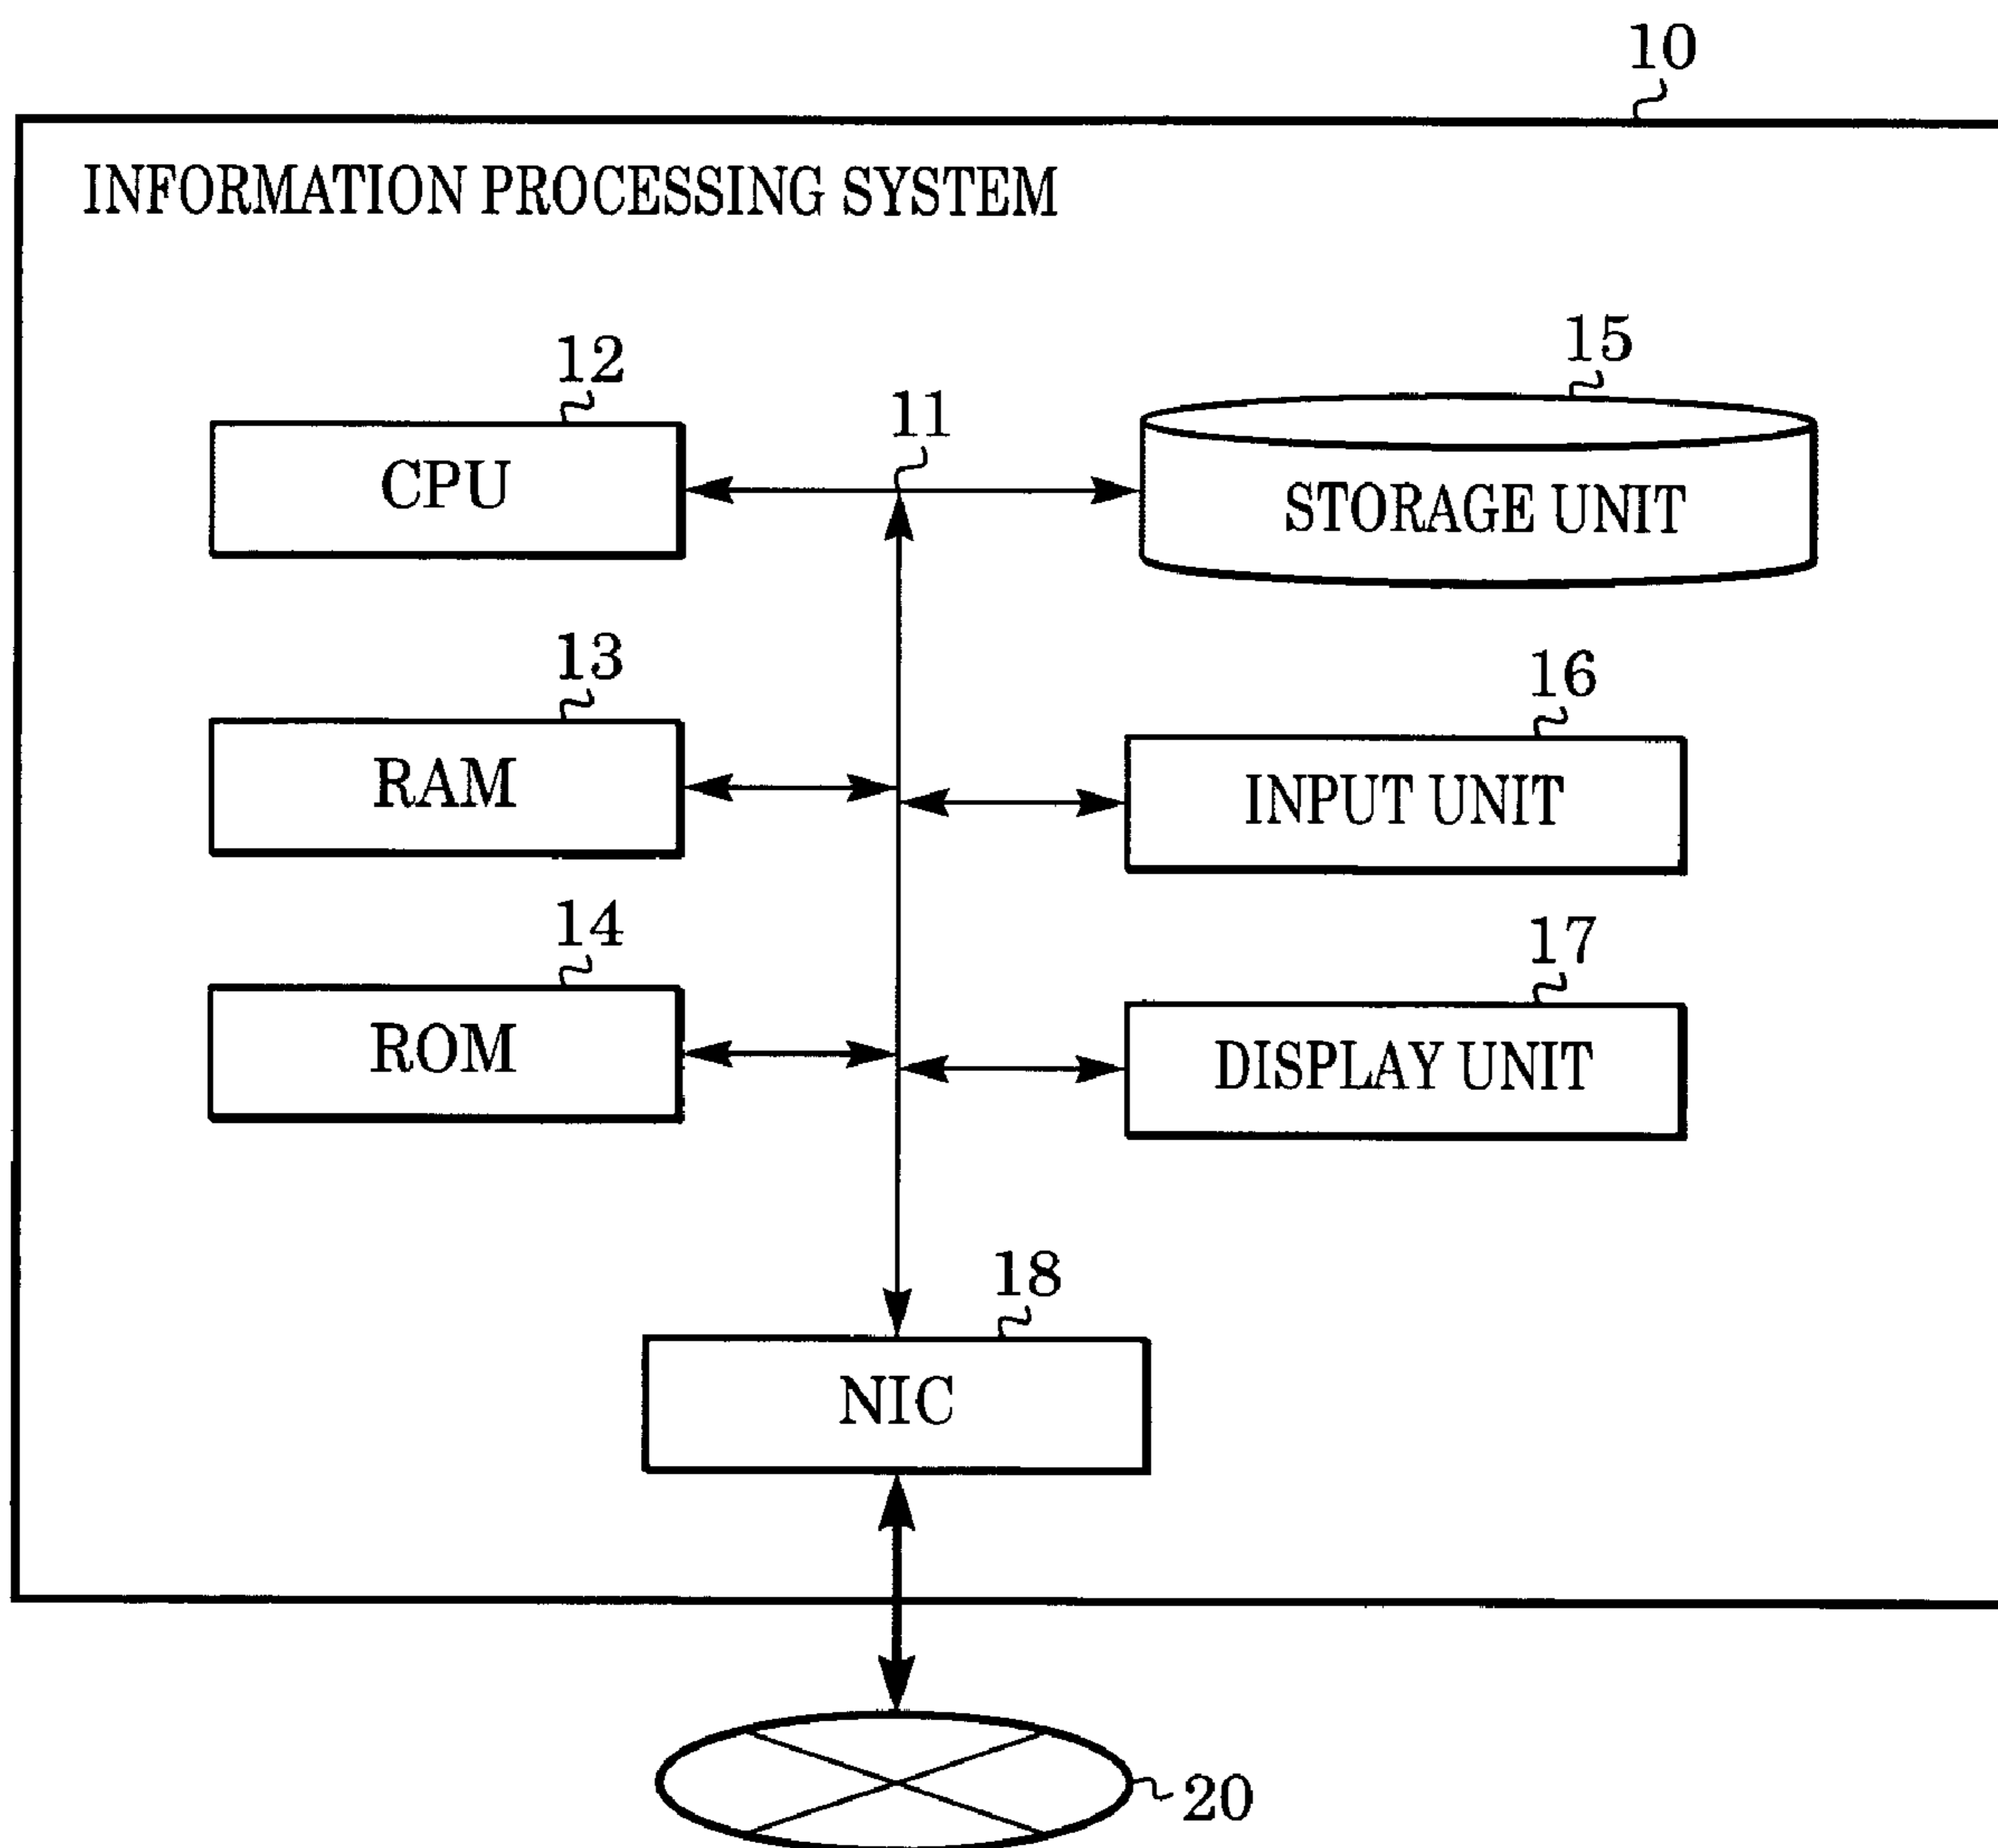 10
INFORMATION PROCESSING SYSTEM
12
11
15
CPU
STORAGE UNIT
13
16
RAM
INPUT UNIT
14
17
ROM
DISPLAY UNIT
18
NIC
20